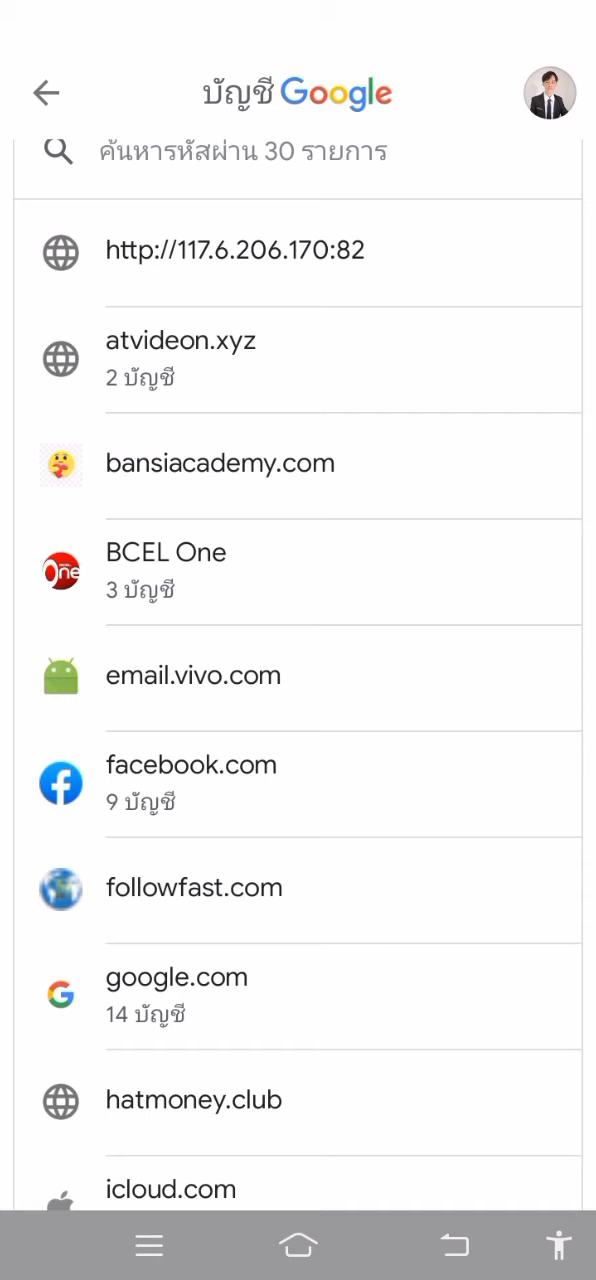 บัญชี Google
ค้นหารหัสผ่าน 30 รายการ
http://117.6.206.170:82
atvideon.xyz
2 บัญชี
bansiacademy.com
BCEL One
3 บัญชี
One
email.vivo.com
facebook.com
9 บัญชี
followfast.com
google.com
14 บัญชี
hatmoney.club
icloud.com